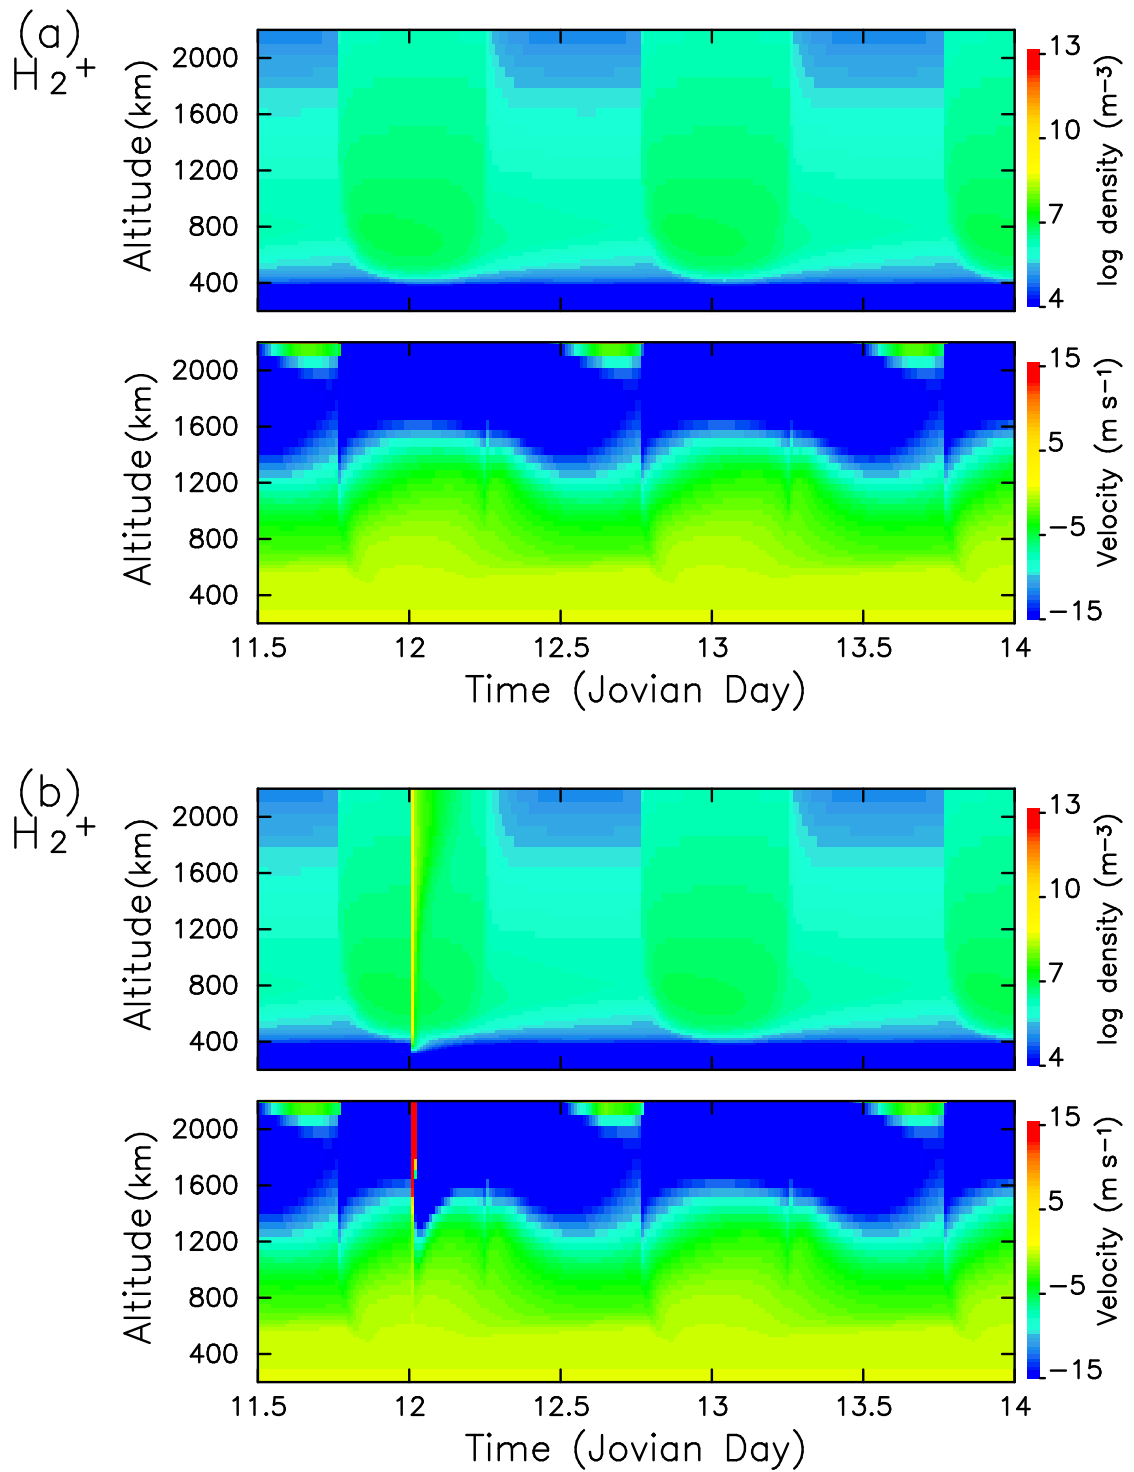 (a)
H2+
Altitude(km)
2000
1600
1200
800
400
13
10
7
4
log density (m-3)
Altitude(km)
2000
1600
1200
800
400
15
5
-5
-15
Velocity (m s-1)
11.5 12 12.5 13 13.5 14
Time (Jovian Day)
(b)
H2+
Altitude(km)
2000
1600
1200
800
400
13
10
7
4
log density (m-3)
Altitude(km)
2000
1600
1200
800
400
15
5
-5
-15
Velocity (m s-1)
11.5 12 12.5 13 13.5 14
Time (Jovian Day)